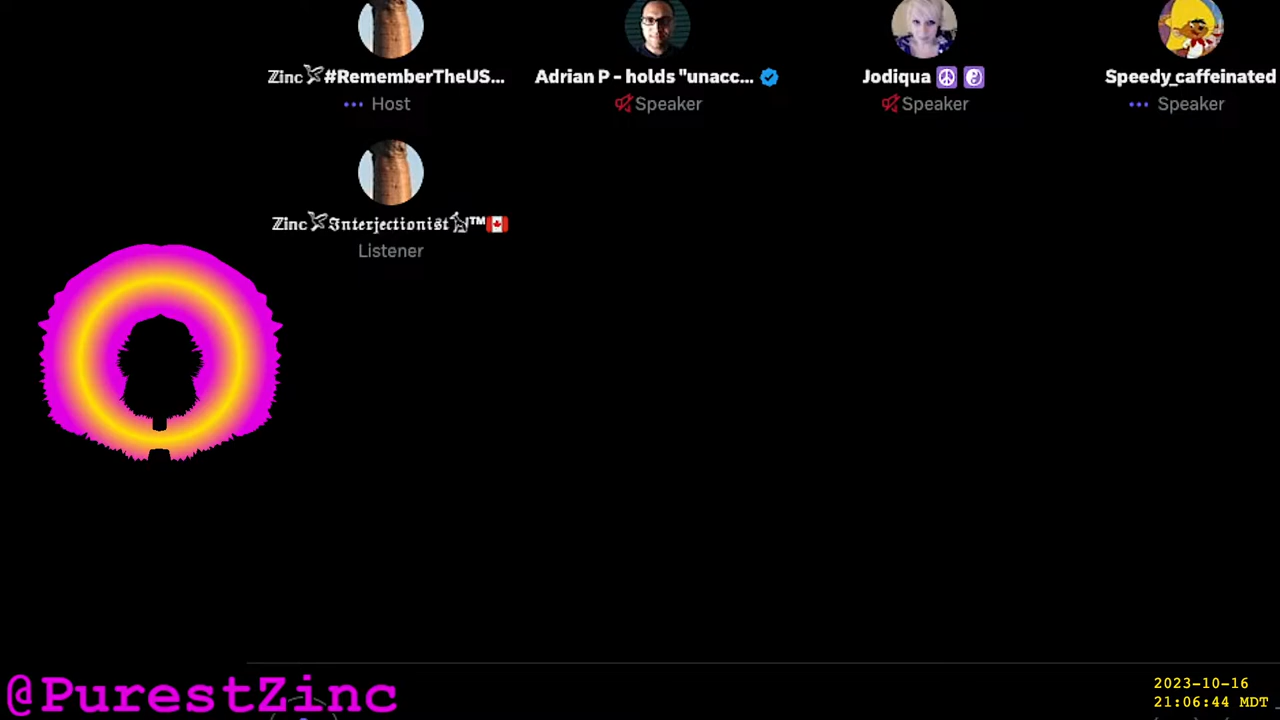 ℤinc🕊#RememberTheUS...
Adrian P - holds "unacc...
Jodiqua ☮️ ☯️
Speedy_caffeinated
Host
Speaker
Speaker
Speaker
ℤinc🕊𝕴𝖓𝖙𝖊𝖗𝖏𝖊𝖈𝖙𝖎𝖔𝖓𝖎𝖘𝖙™🇨🇦
Listener
@PurestZinc
2023-10-16
21:06:44 MDT